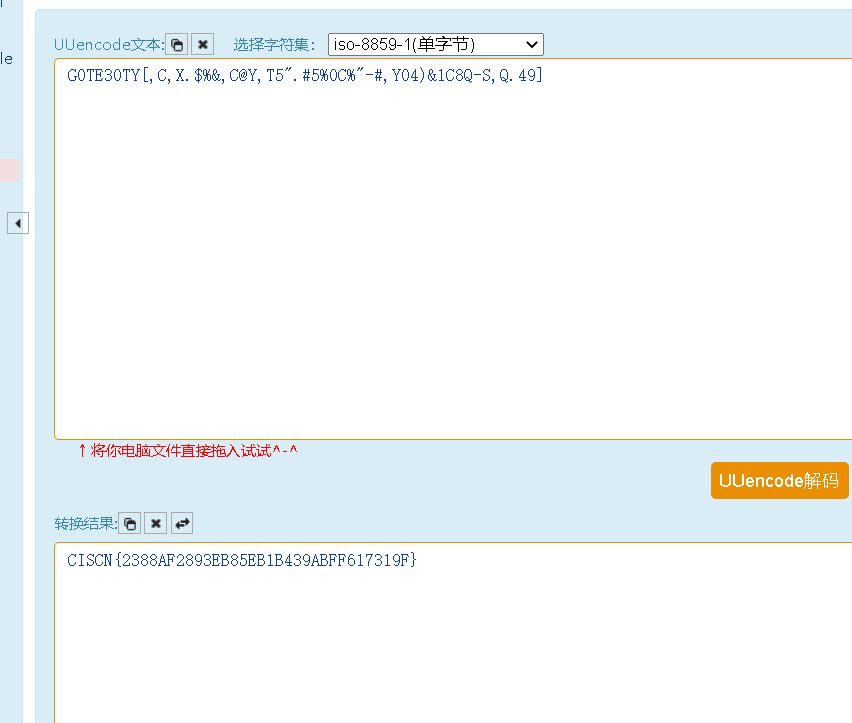 UUencode文本: 选择字符集: iso-8859-1(单字节)
le
G0TE30TY[,C,X.$%&,C@Y,T5".#5%0C%"-#,Y04)&1C8Q-S,Q.49]
↑将你电脑文件直接拖入试试^-^
UUencode解码
转换结果:
CISCN{2388AF2893EB85EB1B439ABFF617319F}